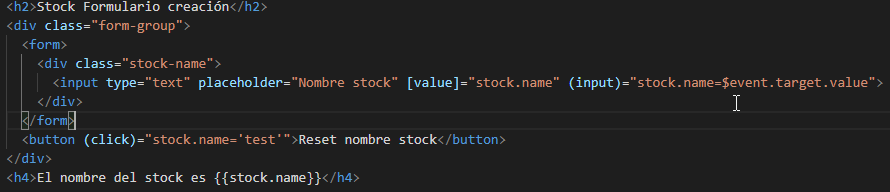 <h2>Stock Formulario creación</h2>
<div class="form-group">
<form>
<div class="stock-name">
<input type="text" placeholder="Nombre stock" [value]="stock.name" (input)="stock.name=$event.target.value">
</div>
</form>
<button (click)="stock.name='test'">Reset nombre stock</button>
</div>
<h4>El nombre del stock es {{stock.name}}</h4>